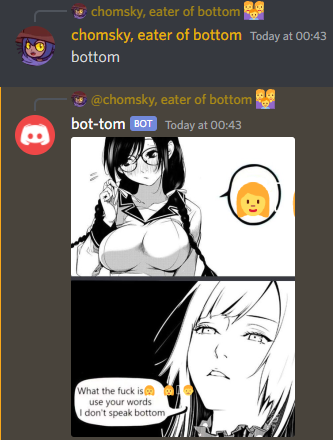 chomsky, eater of bottom
chomsky, eater of bottom Today at 00:43
bottom
@chomsky, eater of bottom
bot-tom BOT Today at 00:43
What the fuck is
use your words
I don't speak bottom